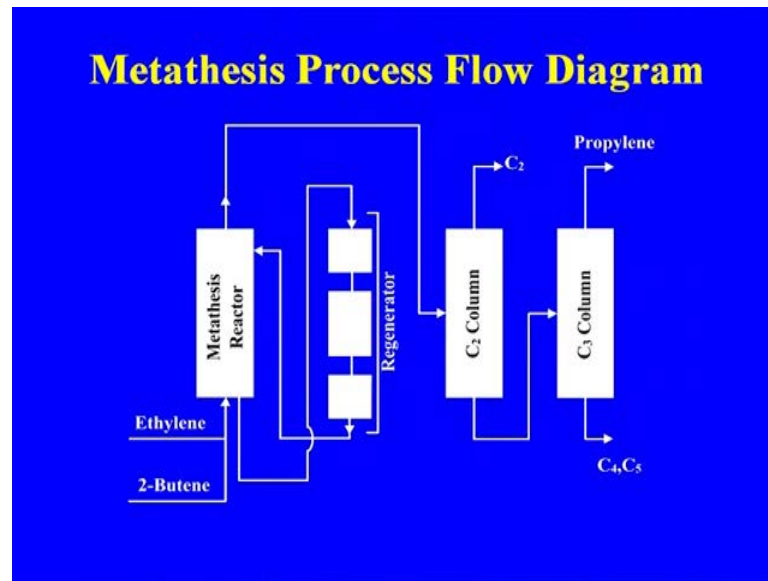 Metathesis Process Flow Diagram
Propylene
C₂
Metathesis
Reactor
Regenerator
C₂ Column
C₃ Column
Ethylene
2-Butene
C₄,C₅